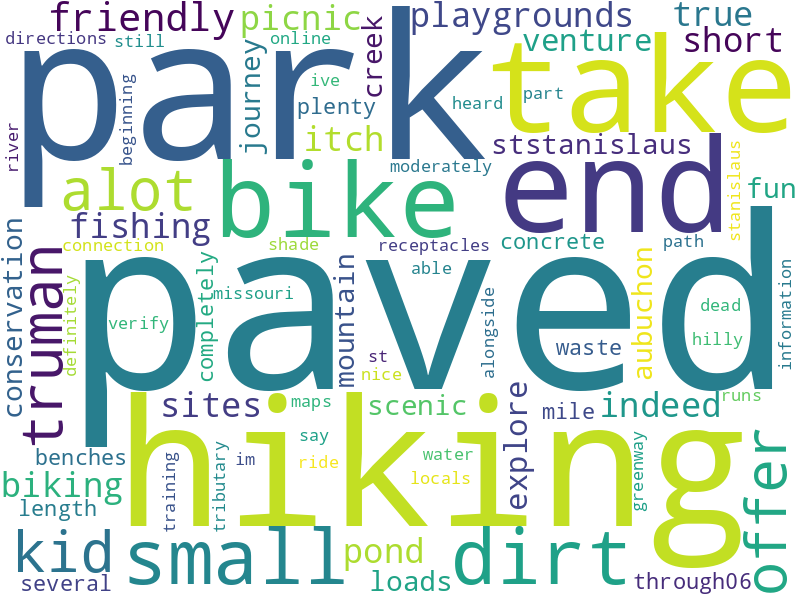 friendly
picnic
playgrounds
true
directions
still
online
creek
venture
short
park
take
journey
ive
plenty
heard
part
beginning
river
itch
ststanislaus
moderately
end
alot
bike
stanislaus
fun
fishing
conservation
connection
shade
receptacles
concrete
path
able
truman
paved
definitely
completely
missouri
mountain
verify
alongside
aubuchon
dead
hilly
information
st
nice
waste
hiking
sites
maps
scenic
explore
mile
indeed
runs
say
benches
training
tributary
im
ride
water
locals
greenway
offer
biking
length
kid
small
pond
dirt
several
loads
through06